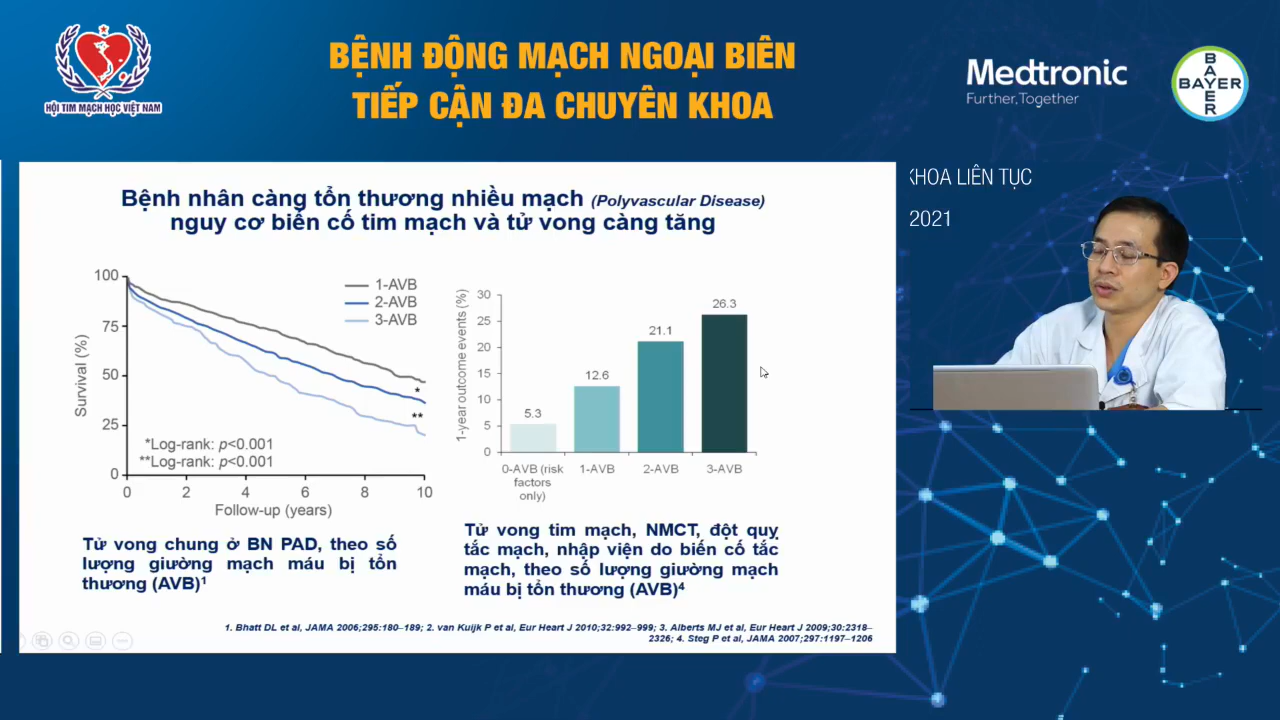 HỘI TIM MẠCH HỌC VIỆT NAM
BỆNH ĐỘNG MẠCH NGOẠI BIÊN
TIẾP CẬN ĐA CHUYÊN KHOA
Medtronic
Further, Together
BAYER
BAYER
KHOA LIÊN TỤC
2021
Bệnh nhân càng tổn thương nhiều mạch (Polyvascular Disease)
nguy cơ biến cố tim mạch và tử vong càng tăng
100
75
50
25
0
Survival (%)
1-AVB
2-AVB
3-AVB
*
**
*Log-rank: p<0.001
**Log-rank: p<0.001
0 2 4 6 8 10
Follow-up (years)
Tử vong chung ở BN PAD, theo số
lượng giường mạch máu bị tổn
thương (AVB)¹
1-year outcome events (%)
30
25
20
15
10
5
0
5.3
12.6
21.1
26.3
0-AVB (risk
factors
only)
1-AVB
2-AVB
3-AVB
Tử vong tim mạch, NMCT, đột quỵ
tắc mạch, nhập viện do biến cố tắc
mạch, theo số lượng giường mạch
máu bị tổn thương (AVB)⁴
1. Bhatt DL et al, JAMA 2006;295:180–189; 2. van Kuijk P et al, Eur Heart J 2010;32:992–999; 3. Alberts MJ et al, Eur Heart J 2009;30:2318–
2326; 4. Steg P et al, JAMA 2007;297:1197–1206